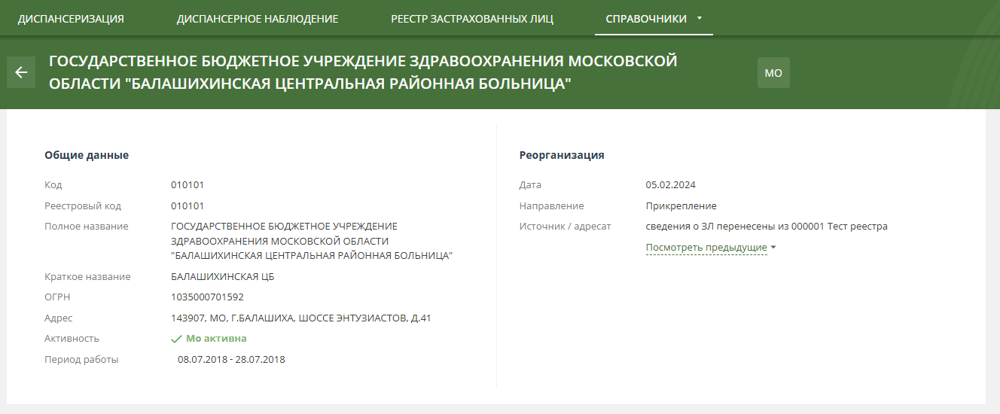 ДИСПАНСЕРИЗАЦИЯ ДИСПАНСЕРНОЕ НАБЛЮДЕНИЕ РЕЕСТР ЗАСТРАХОВАННЫХ ЛИЦ СПРАВОЧНИКИ
ГОСУДАРСТВЕННОЕ БЮДЖЕТНОЕ УЧРЕЖДЕНИЕ ЗДРАВООХРАНЕНИЯ МОСКОВСКОЙ
ОБЛАСТИ "БАЛАШИХИНСКАЯ ЦЕНТРАЛЬНАЯ РАЙОННАЯ БОЛЬНИЦА"
МО
Общие данные
Код 010101
Реестровый код 010101
Полное название ГОСУДАРСТВЕННОЕ БЮДЖЕТНОЕ УЧРЕЖДЕНИЕ
ЗДРАВООХРАНЕНИЯ МОСКОВСКОЙ ОБЛАСТИ
"БАЛАШИХИНСКАЯ ЦЕНТРАЛЬНАЯ РАЙОННАЯ БОЛЬНИЦА"
Краткое название БАЛАШИХИНСКАЯ ЦБ
ОГРН 1035000701592
Адрес 143907, МО, Г.БАЛАШИХА, ШОССЕ ЭНТУЗИАСТОВ, Д.41
Активность Мо активна
Период работы 08.07.2018 - 28.07.2018
Реорганизация
Дата 05.02.2024
Направление Прикрепление
Источник / адресат сведения о ЗЛ перенесены из 000001 Тест реестра
Посмотреть предыдущие